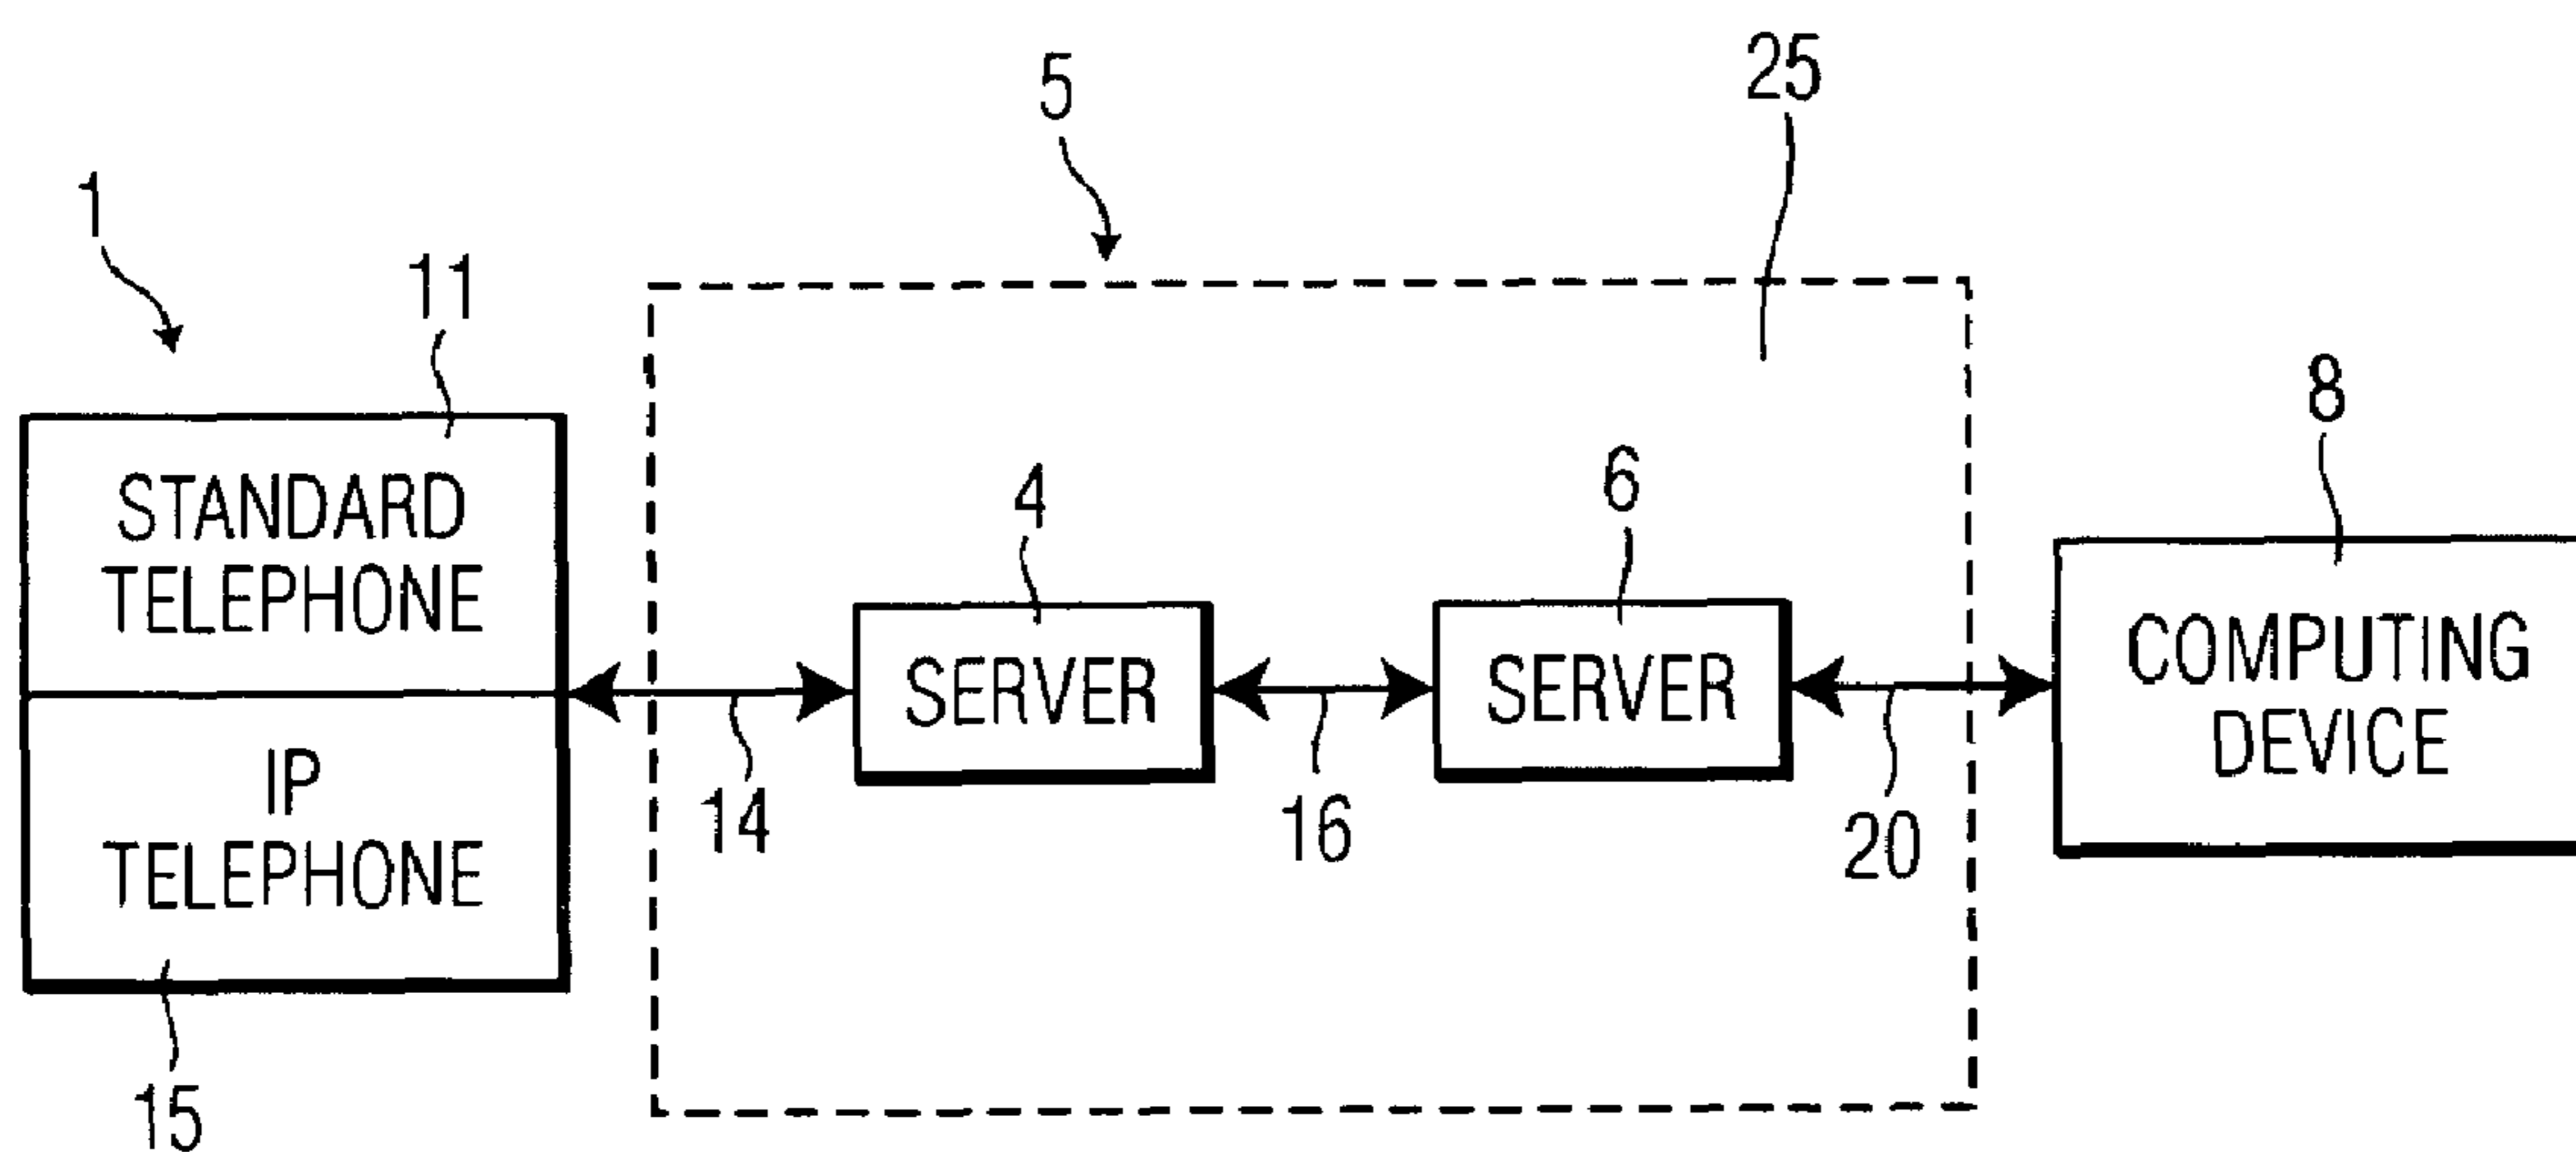 5
25
1
11
8
STANDARD
TELEPHONE
4
6
SERVER
SERVER
COMPUTING
DEVICE
IP
TELEPHONE
14
16
20
15